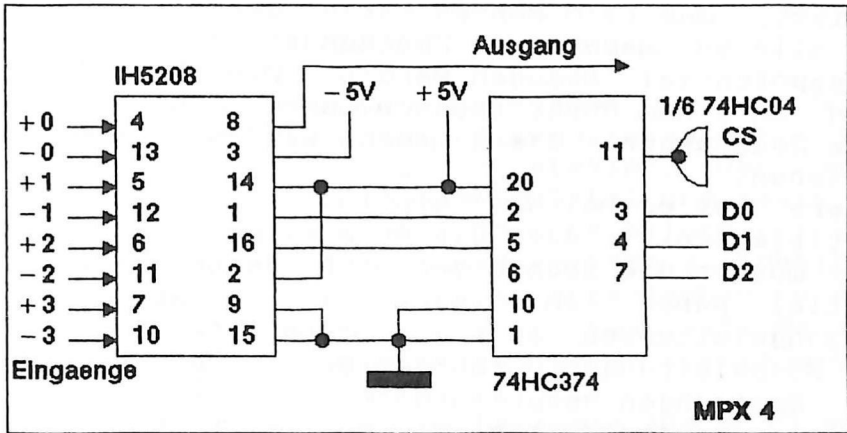 Ausgang
IH5208
- 5V
+ 5V
1/6 74HC04
+ 0
4
8
CS
- 0
13
3
11
+ 1
5
14
20
- 1
12
1
2
3
D0
+ 2
6
16
5
4
D1
- 2
11
2
6
7
D2
+ 3
7
9
10
- 3
10
15
1
Eingaenge
74HC374
MPX 4